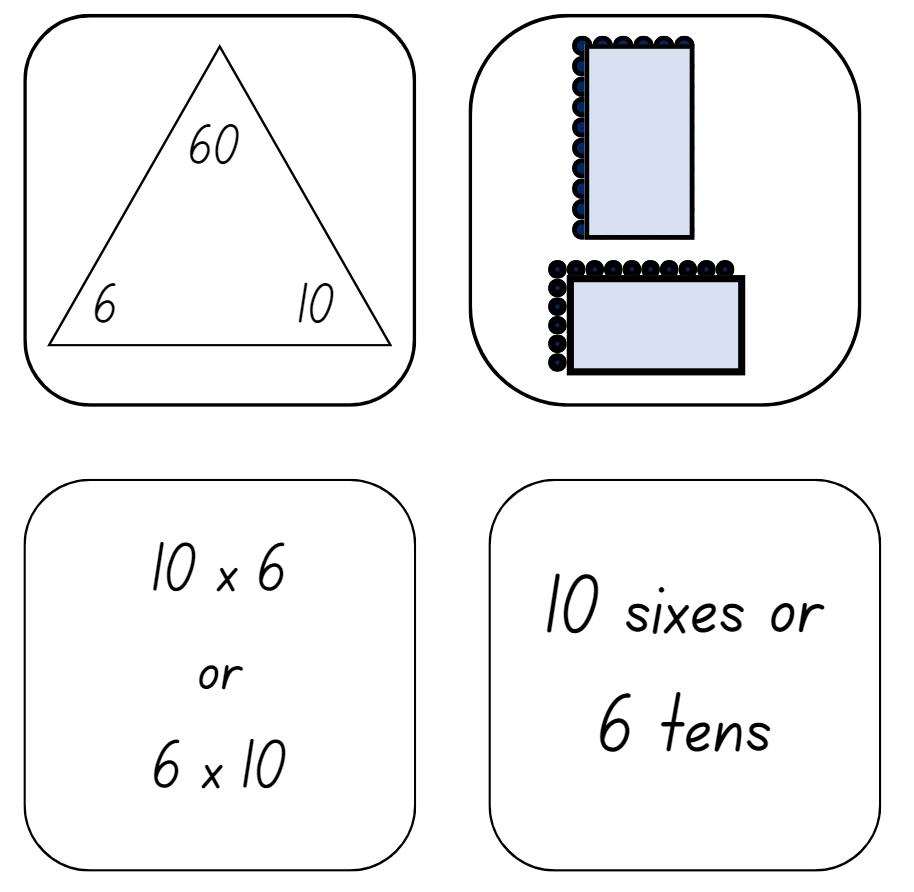 60
6 10
10 x 6
or
6 x 10
10 sixes or
6 tens